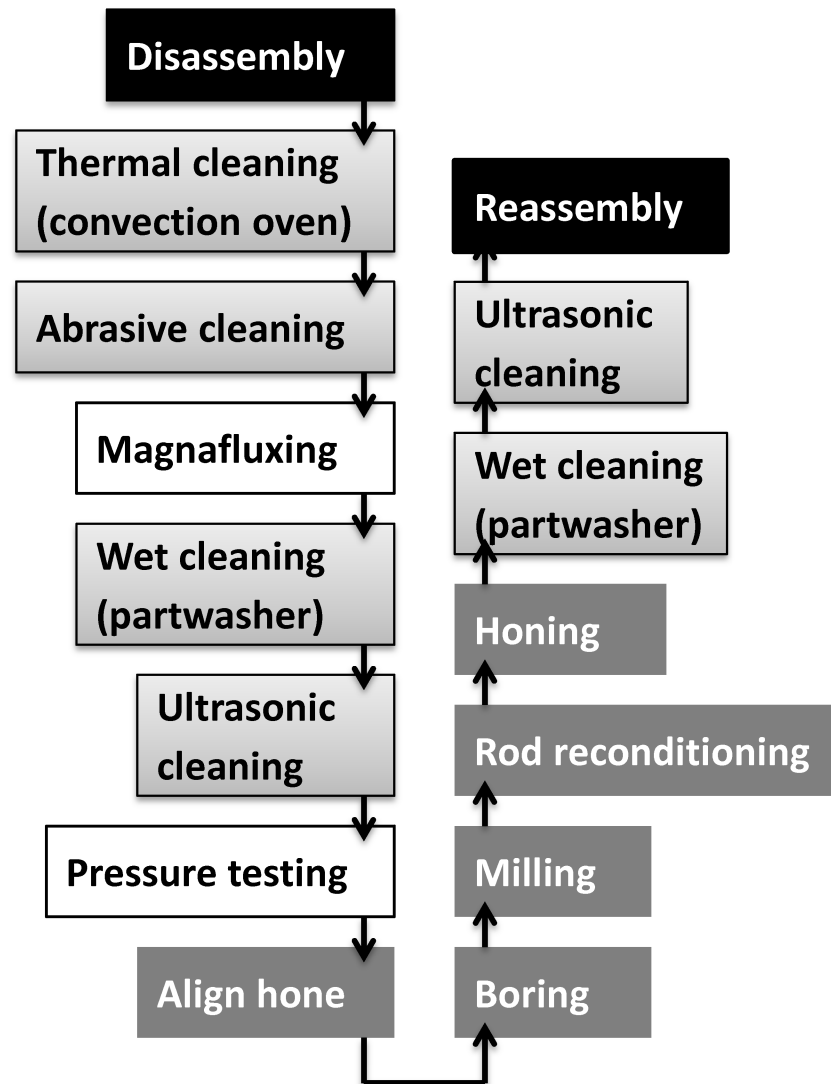 Disassembly
Thermal cleaning
(convection oven)
Abrasive cleaning
Magnafluxing
Wet cleaning
(partwasher)
Ultrasonic
cleaning
Pressure testing
Align hone
Boring
Milling
Rod reconditioning
Honing
Wet cleaning
(partwasher)
Ultrasonic
cleaning
Reassembly